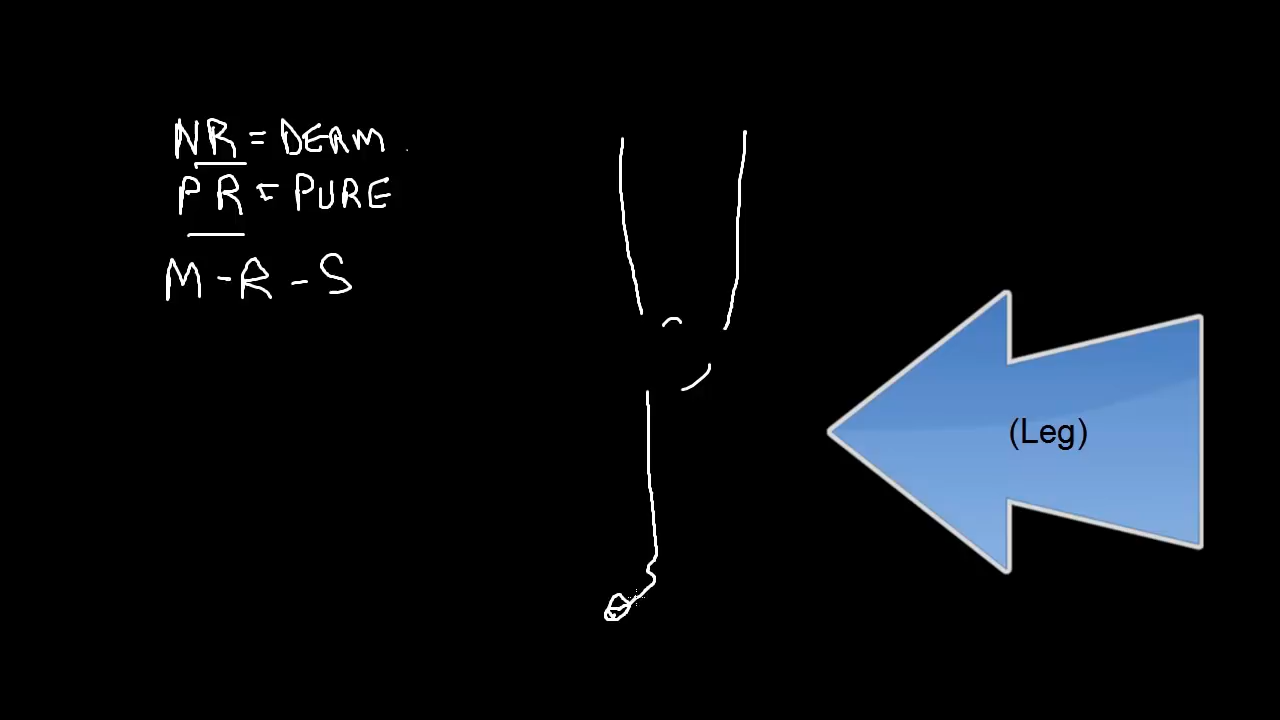 NR = DERM
PR = PURE
M - R - S
(Leg)